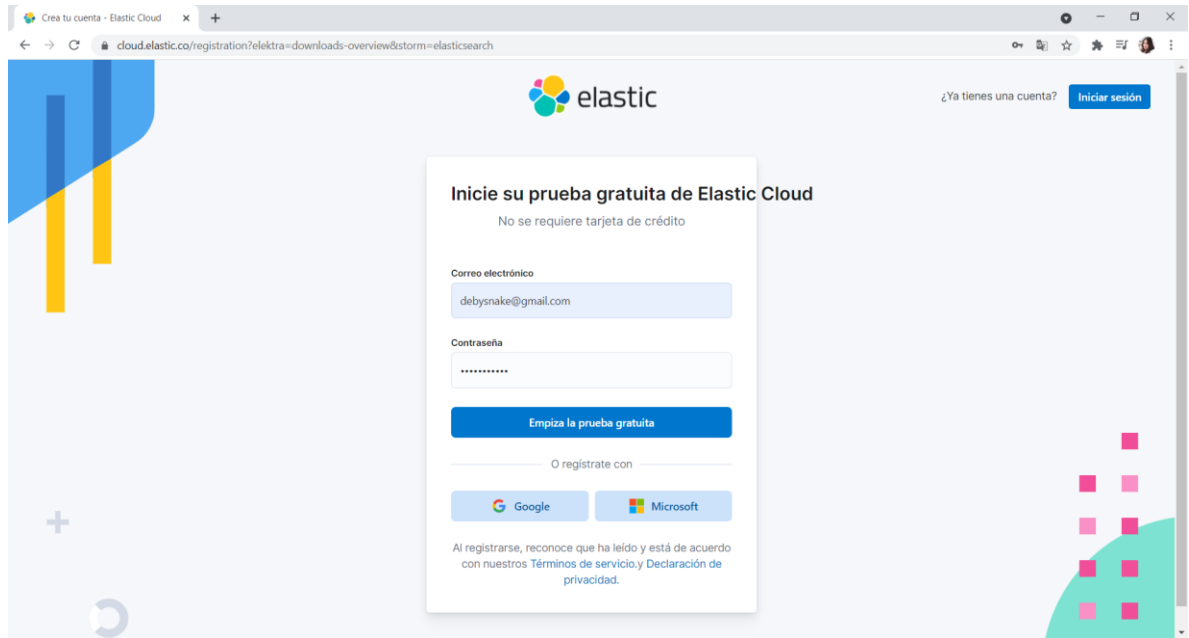 Crea tu cuenta - Elastic Cloud
cloud.elastic.co/registration?elektra=downloads-overview&storm=elasticsearch
elastic
¿Ya tienes una cuenta?
Iniciar sesión
Inicie su prueba gratuita de Elastic Cloud
No se requiere tarjeta de crédito
Correo electrónico
debysnake@gmail.com
Contraseña
•••••••••••
Empiza la prueba gratuita
O regístrate con
Google
Microsoft
Al registrarse, reconoce que ha leído y está de acuerdo
con nuestros Términos de servicio.y Declaración de
privacidad.